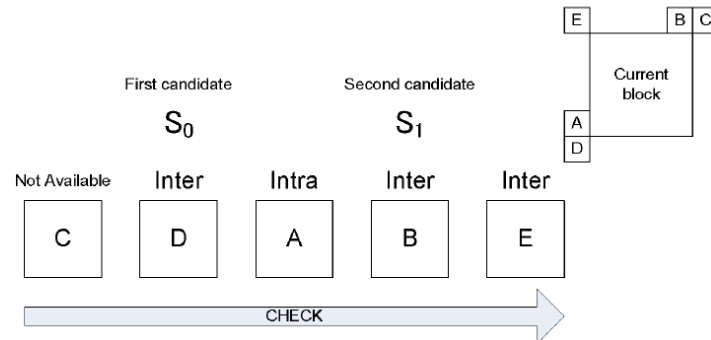 E B C
Current
block
A
D
First candidate Second candidate
S0 S1
Not Available Inter Intra Inter Inter
C D A B E
CHECK